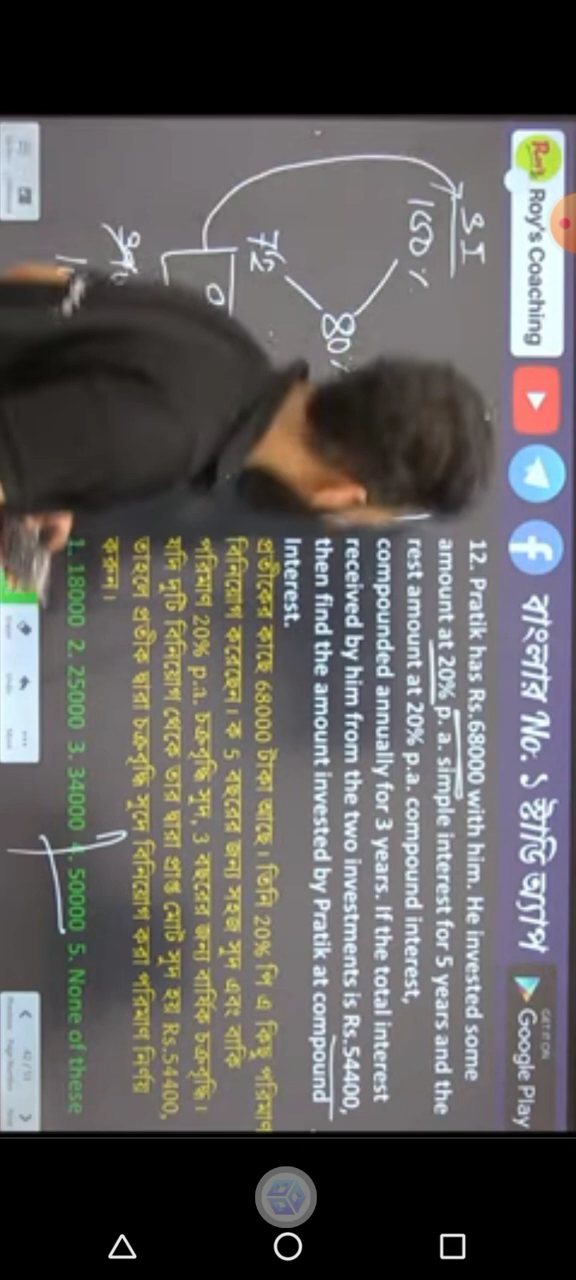 Roy's Coaching
বাংলার No. ১ স্টাডি অ্যাপ
GET IT ON
Google Play
12. Pratik has Rs.68000 with him. He invested some
amount at 20% p. a. simple interest for 5 years and the
rest amount at 20% p.a. compound interest,
compounded annually for 3 years. If the total interest
received by him from the two investments is Rs.54400,
then find the amount invested by Pratik at compound
interest.
প্রতীকের কাছে 68000 টাকা আছে। তিনি 20% পি এ কিছু পরিমাণ
বিনিয়োগ করেছেন। ক 5 বছরের জন্য সহজ সুদ এবং বাকি
পরিমাণ 20% p.a. চক্রবৃদ্ধি সুদ, 3 বছরের জন্য বার্ষিক চক্রবৃদ্ধি।
যদি দুটি বিনিয়োগ থেকে তার দ্বারা প্রাপ্ত মোট সুদ হয় Rs.54400,
তাহলে প্রতীক দ্বারা চক্রবৃদ্ধি সুদে বিনিয়োগ করা পরিমাণ নির্ণয়
করুন।
1. 18000 2. 25000 3. 34000 4. 50000 5. None of these
SI
100%
80%